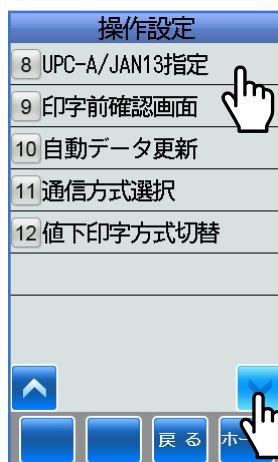 操作設定
8 UPC-A/JAN13指定
9 印字前確認画面
10 自動データ更新
11 通信方式選択
12 値下印字方式切替
戻る ホー